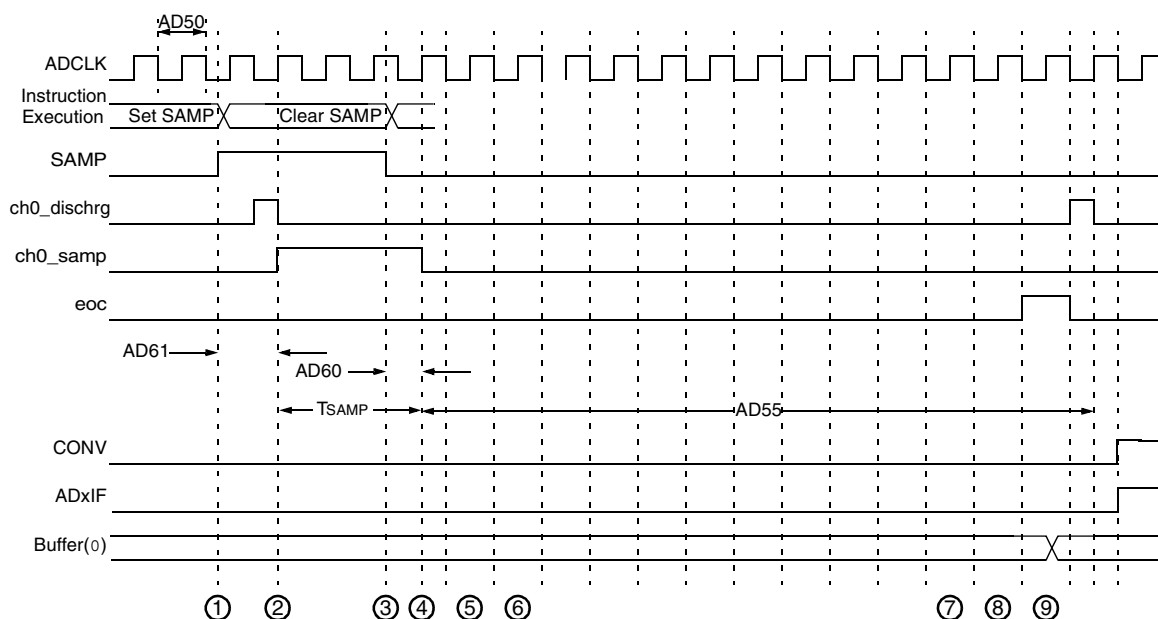 AD50
ADCLK
Instruction
Execution
Set SAMP
Clear SAMP
SAMP
ch0_dischrg
ch0_samp
eoc
AD61
AD60
TSAMP
AD55
CONV
ADxIF
Buffer(0)
1 2 3 4 5 6 7 8 9